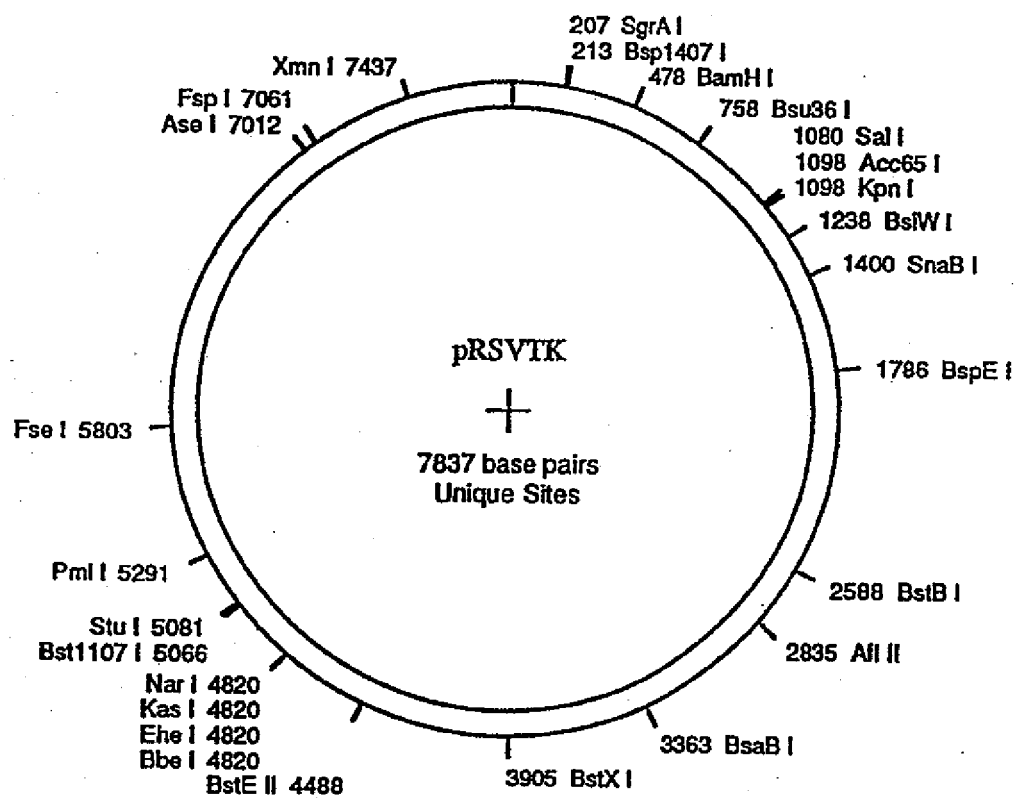 207 SgrA I
213 Bsp1407 I
478 BamH I
758 Bsu36 I
1080 Sal I
1098 Acc65 I
1098 Kpn I
1238 BsiW I
1400 SnaB I
1786 BspE I
2588 BstB I
2835 Afl II
3363 BsaB I
3905 BstX I
BstE II 4488
Bbe I 4820
Ehe I 4820
Kas I 4820
Nar I 4820
Bst1107 I 5066
Stu I 5081
Pml I 5291
Fse I 5803
Ase I 7012
Fsp I 7061
Xmn I 7437
pRSVTK
7837 base pairs
Unique Sites